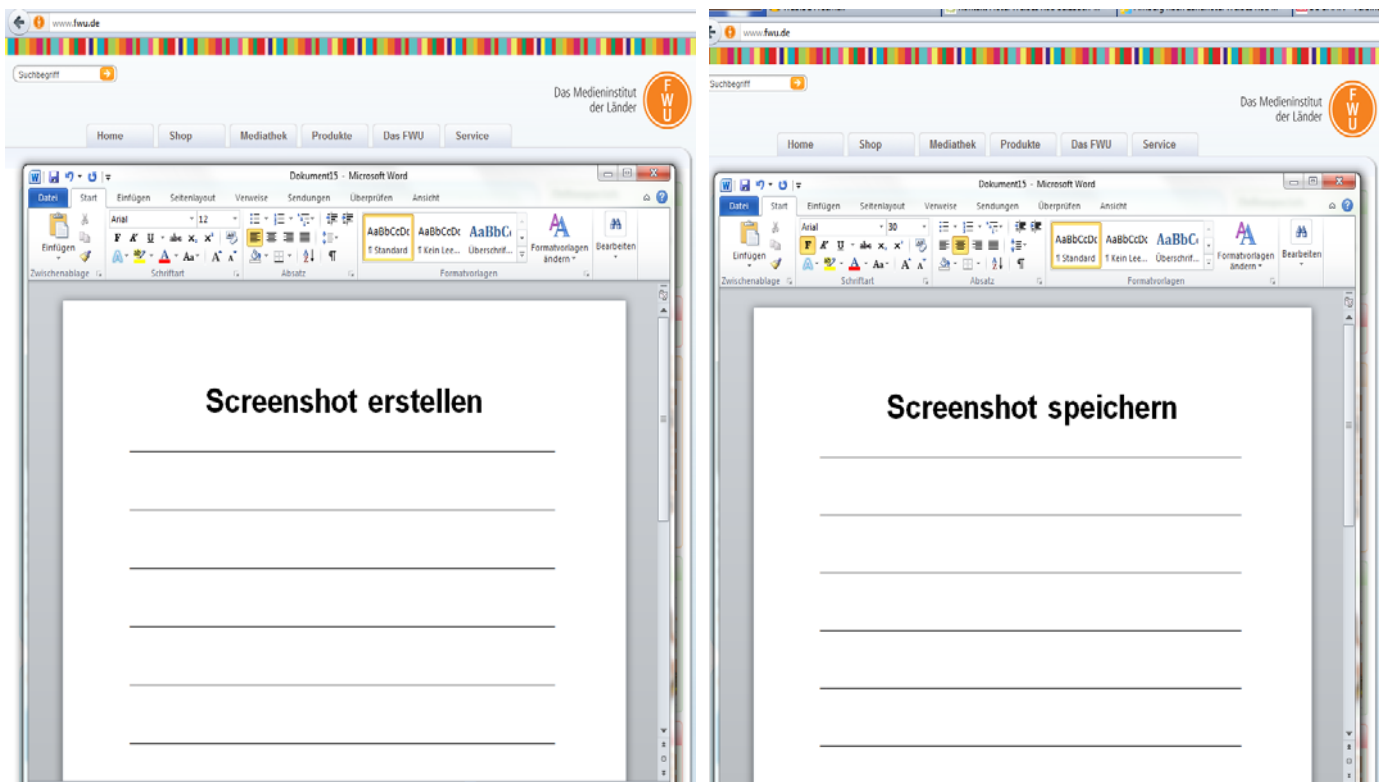 www.fwu.de
Suchbegriff
Das Medieninstitut
der Länder
FWU
Home Shop Mediathek Produkte Das FWU Service
Dokument15 - Microsoft Word
Datei Start Einfügen Seitenlayout Verweise Sendungen Überprüfen Ansicht
Arial 12
AaBbCcDc AaBbCcDc AaBbC
Einfügen
F K U abc x, x'
¶ Standard ¶ Kein Lee... Überschrif... Formatvorlagen Bearbeiten
A Aa A A
ändern
Zwischenablage Schriftart Absatz Formatvorlagen
Screenshot erstellen
www.fwu.de
Suchbegriff
Das Medieninstitut
der Länder
FWU
Home Shop Mediathek Produkte Das FWU Service
Dokument15 - Microsoft Word
Datei Start Einfügen Seitenlayout Verweise Sendungen Überprüfen Ansicht
Arial 30
AaBbCcDc AaBbCcDc AaBbC
Einfügen
F K U abc x, x'
¶ Standard ¶ Kein Lee... Überschrif... Formatvorlagen Bearbeiten
A Aa A A
ändern
Zwischenablage Schriftart Absatz Formatvorlagen
Screenshot speichern